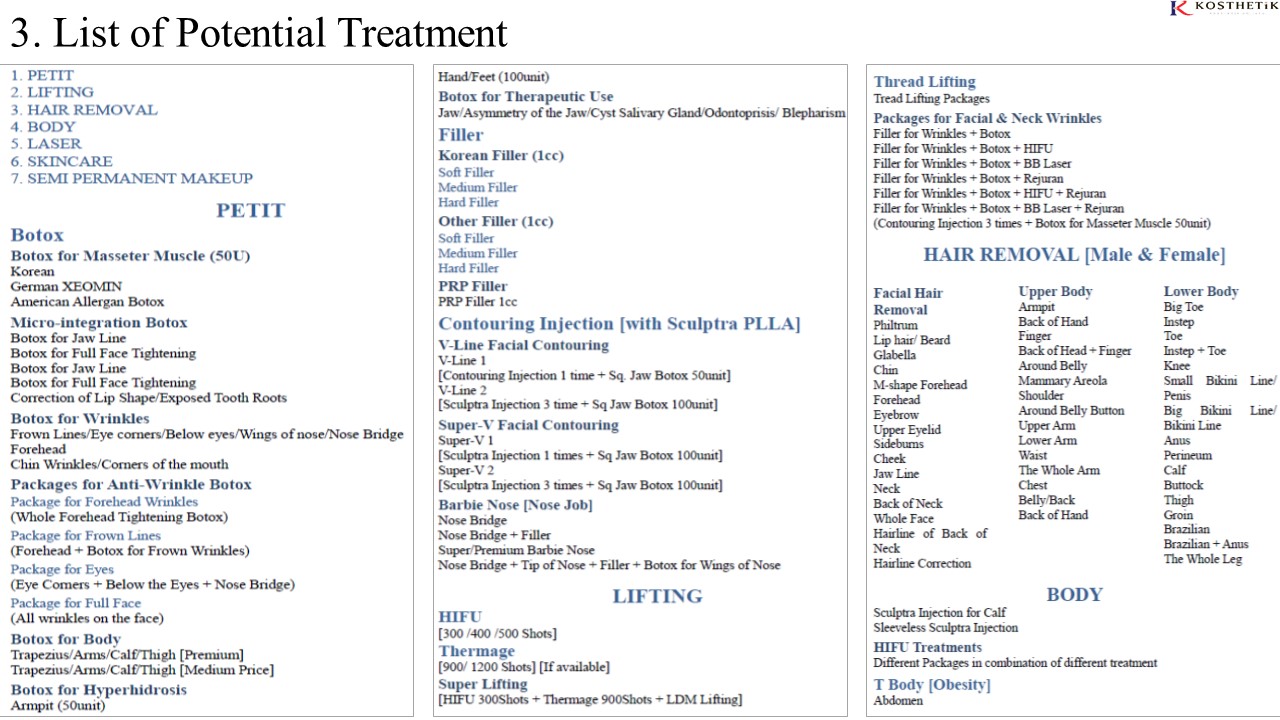 KOSTHETiK
3. List of Potential Treatment
1. PETIT
2. LIFTING
3. HAIR REMOVAL
4. BODY
5. LASER
6. SKINCARE
7. SEMI PERMANENT MAKEUP
PETIT
Botox
Botox for Masseter Muscle (50U)
Korean
German XEOMIN
American Allergan Botox
Micro-integration Botox
Botox for Jaw Line
Botox for Full Face Tightening
Botox for Jaw Line
Botox for Full Face Tightening
Correction of Lip Shape/Exposed Tooth Roots
Botox for Wrinkles
Frown Lines/Eye corners/Below eyes/Wings of nose/Nose Bridge
Forehead
Chin Wrinkles/Corners of the mouth
Packages for Anti-Wrinkle Botox
Package for Forehead Wrinkles
(Whole Forehead Tightening Botox)
Package for Frown Lines
(Forehead + Botox for Frown Wrinkles)
Package for Eyes
(Eye Corners + Below the Eyes + Nose Bridge)
Package for Full Face
(All wrinkles on the face)
Botox for Body
Trapezius/Arms/Calf/Thigh [Premium]
Trapezius/Arms/Calf/Thigh [Medium Price]
Botox for Hyperhidrosis
Armpit (50unit)
Hand/Feet (100unit)
Botox for Therapeutic Use
Jaw/Asymmetry of the Jaw/Cyst Salivary Gland/Odontoprisis/ Blepharism
Filler
Korean Filler (1cc)
Soft Filler
Medium Filler
Hard Filler
Other Filler (1cc)
Soft Filler
Medium Filler
Hard Filler
PRP Filler
PRP Filler 1cc
Contouring Injection [with Sculptra PLLA]
V-Line Facial Contouring
V-Line 1
[Contouring Injection 1 time + Sq. Jaw Botox 50unit]
V-Line 2
[Sculptra Injection 3 time + Sq Jaw Botox 100unit]
Super-V Facial Contouring
Super-V 1
[Sculptra Injection 1 times + Sq Jaw Botox 100unit]
Super-V 2
[Sculptra Injection 3 times + Sq Jaw Botox 100unit]
Barbie Nose [Nose Job]
Nose Bridge
Nose Bridge + Filler
Super/Premium Barbie Nose
Nose Bridge + Tip of Nose + Filler + Botox for Wings of Nose
LIFTING
HIFU
[300 /400 /500 Shots]
Thermage
[900/ 1200 Shots] [If available]
Super Lifting
[HIFU 300Shots + Thermage 900Shots + LDM Lifting]
Thread Lifting
Tread Lifting Packages
Packages for Facial & Neck Wrinkles
Filler for Wrinkles + Botox
Filler for Wrinkles + Botox + HIFU
Filler for Wrinkles + Botox + BB Laser
Filler for Wrinkles + Botox + Rejuran
Filler for Wrinkles + Botox + HIFU + Rejuran
Filler for Wrinkles + Botox + BB Laser + Rejuran
(Contouring Injection 3 times + Botox for Masseter Muscle 50unit)
HAIR REMOVAL [Male & Female]
Facial Hair
Removal
Philtrum
Lip hair/ Beard
Glabella
Chin
M-shape Forehead
Forehead
Eyebrow
Upper Eyelid
Sideburns
Cheek
Jaw Line
Neck
Back of Neck
Whole Face
Hairline of Back of
Neck
Hairline Correction
Upper Body
Armpit
Back of Hand
Finger
Back of Head + Finger
Around Belly
Mammary Areola
Shoulder
Around Belly Button
Upper Arm
Lower Arm
Waist
The Whole Arm
Chest
Belly/Back
Back of Hand
Lower Body
Big Toe
Instep
Toe
Instep + Toe
Knee
Small Bikini Line/
Penis
Big Bikini Line/
Bikini Line
Anus
Perineum
Calf
Buttock
Thigh
Groin
Brazilian
Brazilian + Anus
The Whole Leg
BODY
Sculptra Injection for Calf
Sleeveless Sculptra Injection
HIFU Treatments
Different Packages in combination of different treatment
T Body [Obesity]
Abdomen